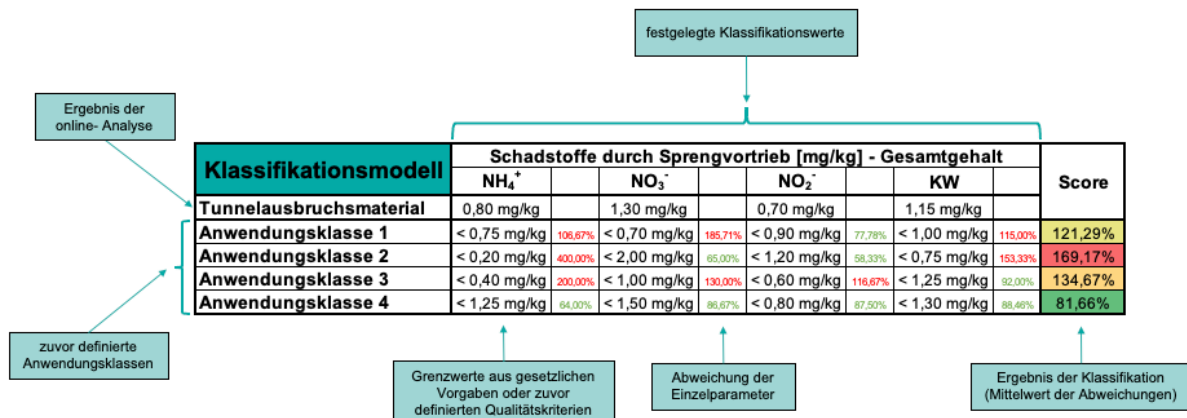 festgelegte Klassifikationswerte
Ergebnis der
online- Analyse
Klassifikationsmodell
Schadstoffe durch Sprengvortrieb [mg/kg] - Gesamtgehalt
Score
NH₄⁺ NO₃⁻ NO₂⁻ KW
Tunnelausbruchsmaterial 0,80 mg/kg 1,30 mg/kg 0,70 mg/kg 1,15 mg/kg
Anwendungsklasse 1 < 0,75 mg/kg 106,67% < 0,70 mg/kg 185,71% < 0,90 mg/kg 77,78% < 1,00 mg/kg 115,00% 121,29%
Anwendungsklasse 2 < 0,20 mg/kg 400,00% < 2,00 mg/kg 65,00% < 1,20 mg/kg 58,33% < 0,75 mg/kg 153,33% 169,17%
Anwendungsklasse 3 < 0,40 mg/kg 200,00% < 1,00 mg/kg 130,00% < 0,60 mg/kg 116,67% < 1,25 mg/kg 92,00% 134,67%
Anwendungsklasse 4 < 1,25 mg/kg 64,00% < 1,50 mg/kg 86,67% < 0,80 mg/kg 87,50% < 1,30 mg/kg 88,46% 81,66%
zuvor definierte
Anwendungsklassen
Grenzwerte aus gesetzlichen
Vorgaben oder zuvor
definierten Qualitätskriterien
Abweichung der
Einzelparameter
Ergebnis der Klassifikation
(Mittelwert der Abweichungen)